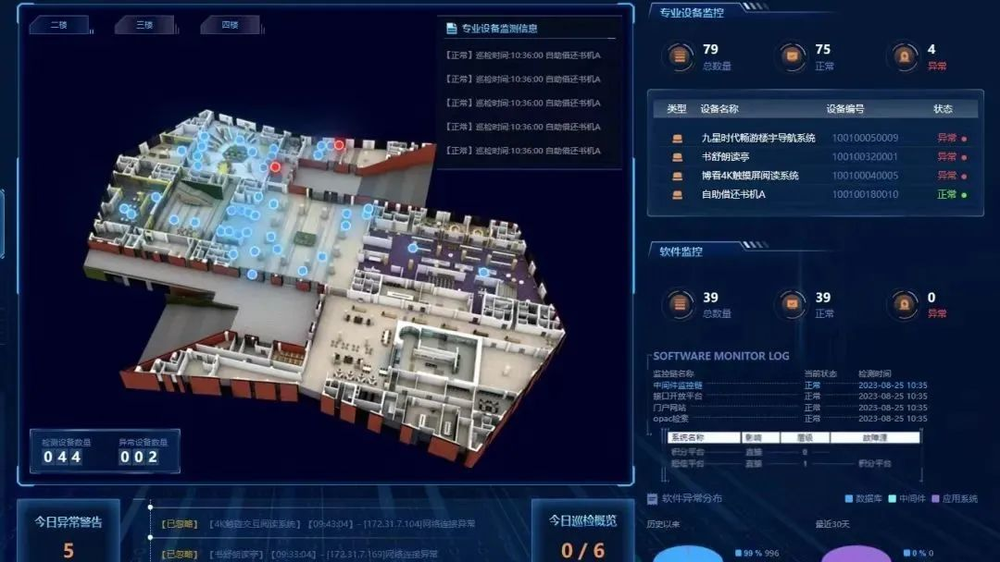 二楼
三楼
四楼
专业设备监测信息
【正常】巡检时间:10:36:00 自助借还书机A
【正常】巡检时间:10:36:00 自助借还书机A
【正常】巡检时间:10:36:00 自助借还书机A
【正常】巡检时间:10:36:00 自助借还书机A
【正常】巡检时间:10:36:00 自助借还书机A
检测设备数量
044
异常设备数量
002
今日异常警告
5
【已忽略】【4K触控交互阅读系统】【09:43:04】-[172.31.7.104]网络连接异常
【已忽略】【书舒朗读亭】【09:33:04】-[172.31.7.169]网络连接异常
今日巡检概览
0/6
专业设备监控
79
总数量
75
正常
4
异常
类型 设备名称 设备编号 状态
九星时代畅游楼宇导航系统 100100050009 异常
书舒朗读亭 100100320001 异常
博看4K触摸屏阅读系统 100100040005 异常
自助借还书机A 100100180010 正常
软件监控
39
总数量
39
正常
0
异常
SOFTWARE MONITOR LOG
监控链名称 当前状态 检测时间
中间件监控链 正常 2023-08-25 10:35
接口开放平台 正常 2023-08-25 10:35
门户网站 正常 2023-08-25 10:35
opac检索 正常 2023-08-25 10:35
系统名称 影响 层级 故障源
积分平台 直接 0
短信平台 直接 1 积分平台
软件异常分布
数据库 中间件 应用系统
历史以来
最近30天
99 % 996
0 % 0